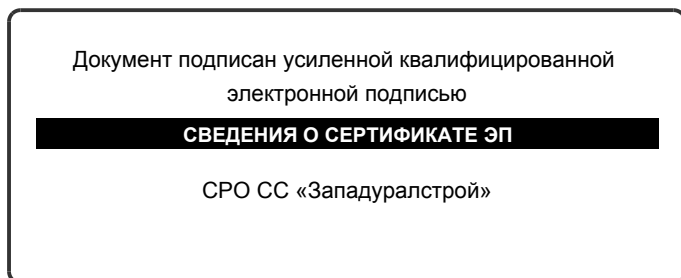 Документ подписан усиленной квалифицированной
электронной подписью
СВЕДЕНИЯ О СЕРТИФИКАТЕ ЭП
СРО СС «Западуралстрой»